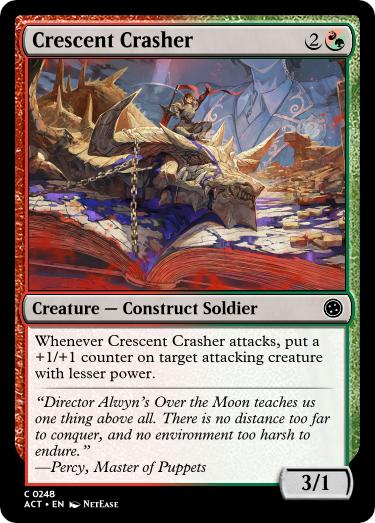 Crescent Crasher 2
Creature — Construct Soldier
Whenever Crescent Crasher attacks, put a
+1/+1 counter on target attacking creature
with lesser power.
“Director Alwyn’s Over the Moon teaches us
one thing above all. There is no distance too far
to conquer, and no environment too harsh to
endure.”
—Percy, Master of Puppets
3/1
C 0248
ACT • EN NetEase